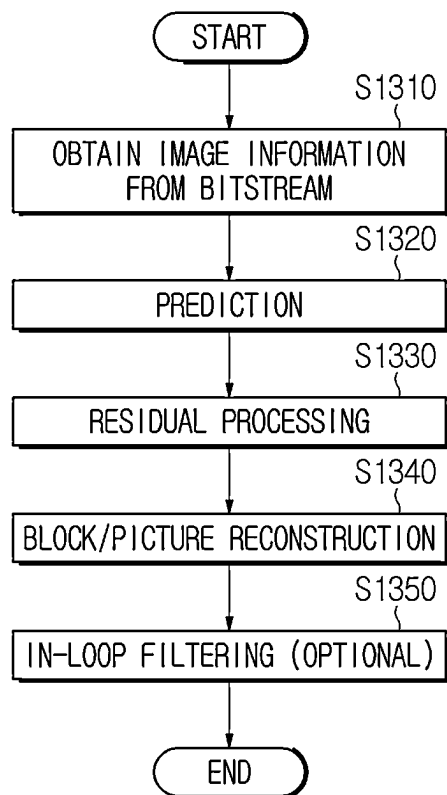 START
S1310
OBTAIN IMAGE INFORMATION
FROM BITSTREAM
S1320
PREDICTION
S1330
RESIDUAL PROCESSING
S1340
BLOCK/PICTURE RECONSTRUCTION
S1350
IN-LOOP FILTERING (OPTIONAL)
END